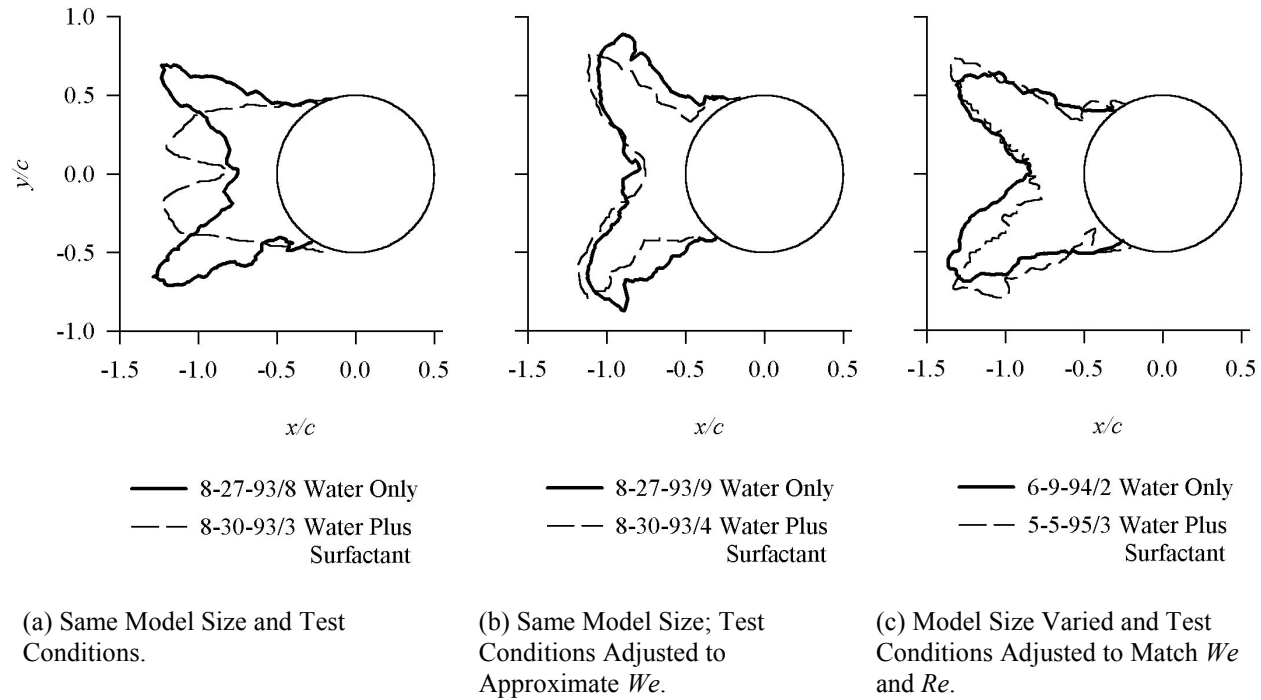 1.0
0.5
0.0
-0.5
-1.0
y/c
-1.5 -1.0 -0.5 0.0 0.5
-1.5 -1.0 -0.5 0.0 0.5
-1.5 -1.0 -0.5 0.0 0.5
x/c
x/c
x/c
8-27-93/8 Water Only
8-30-93/3 Water Plus
Surfactant
8-27-93/9 Water Only
8-30-93/4 Water Plus
Surfactant
6-9-94/2 Water Only
5-5-95/3 Water Plus
Surfactant
(a) Same Model Size and Test
Conditions.
(b) Same Model Size; Test
Conditions Adjusted to
Approximate We.
(c) Model Size Varied and Test
Conditions Adjusted to Match We
and Re.